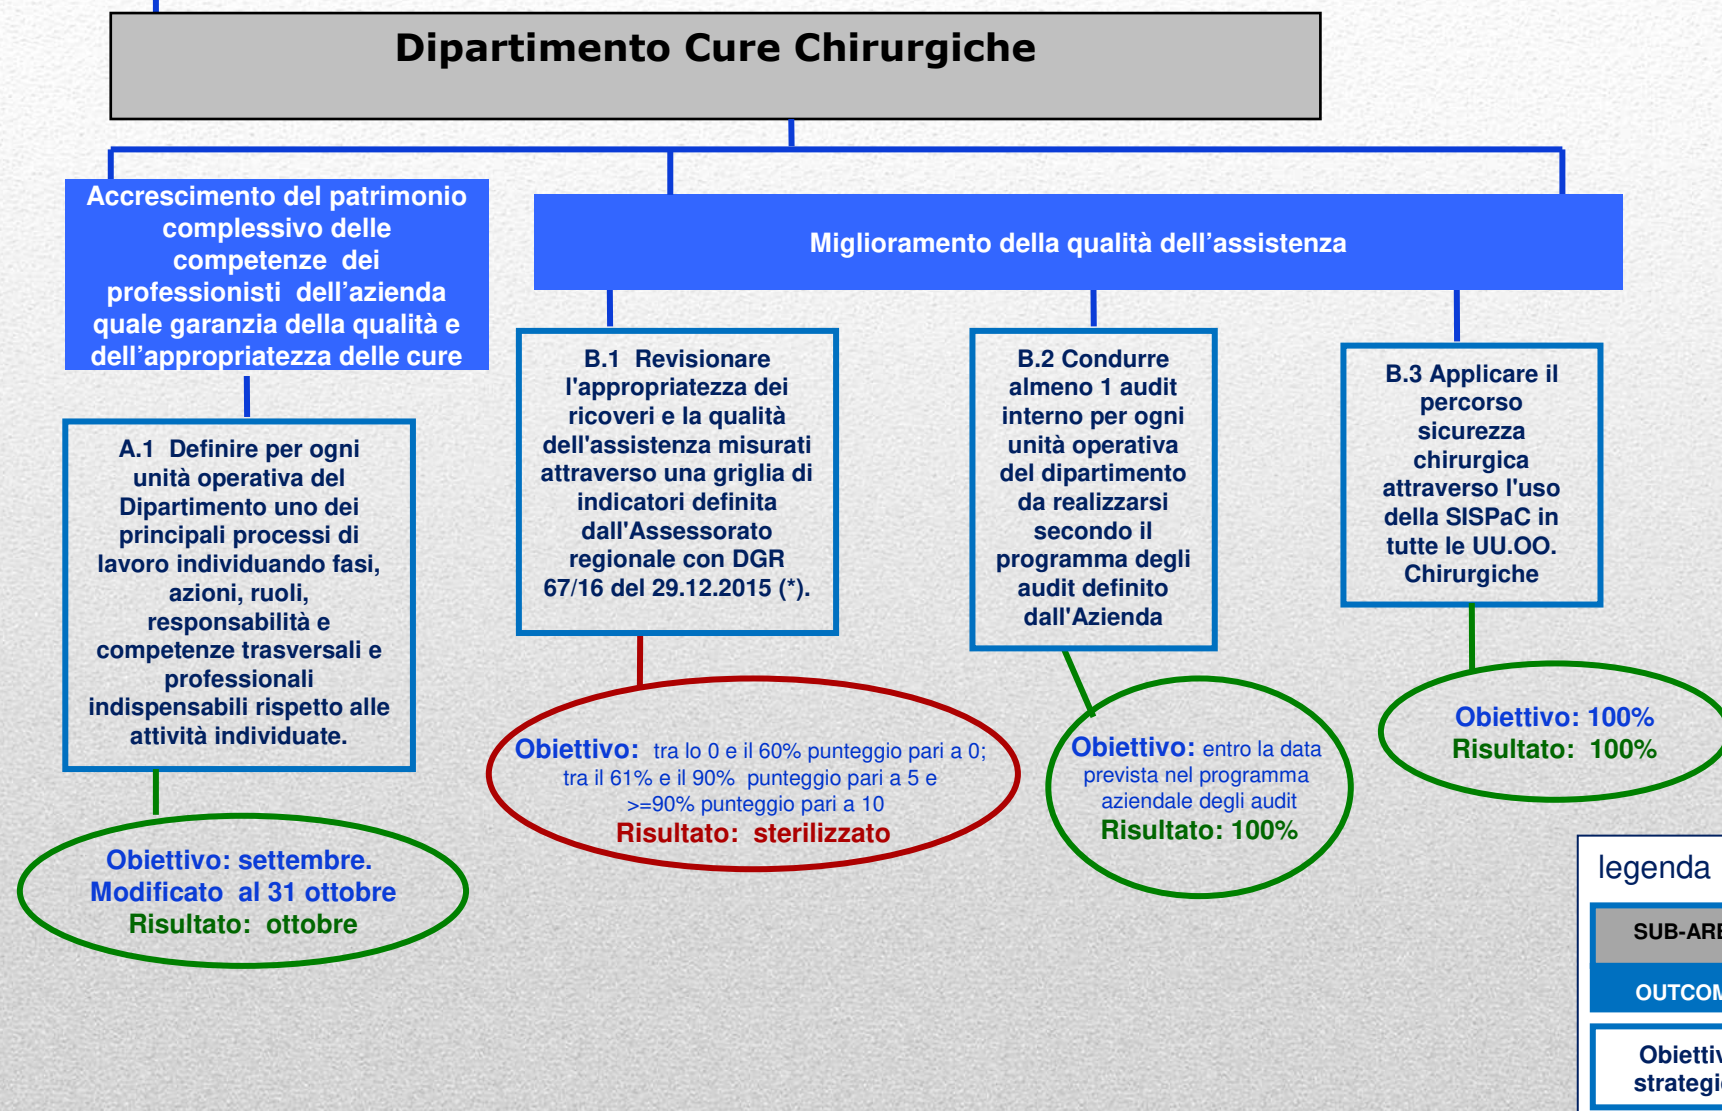 Dipartimento Cure Chirurgiche
Accrescimento del patrimonio
complessivo delle
competenze dei
professionisti dell’azienda
quale garanzia della qualità e
dell’appropriatezza delle cure
Miglioramento della qualità dell’assistenza
A.1 Definire per ogni
unità operativa del
Dipartimento uno dei
principali processi di
lavoro individuando fasi,
azioni, ruoli,
responsabilità e
competenze trasversali e
professionali
indispensabili rispetto alle
attività individuate.
B.1 Revisionare
l'appropriatezza dei
ricoveri e la qualità
dell'assistenza misurati
attraverso una griglia di
indicatori definita
dall'Assessorato
regionale con DGR
67/16 del 29.12.2015 (*).
B.2 Condurre
almeno 1 audit
interno per ogni
unità operativa
del dipartimento
da realizzarsi
secondo il
programma degli
audit definito
dall'Azienda
B.3 Applicare il
percorso
sicurezza
chirurgica
attraverso l'uso
della SISPaC in
tutte le UU.OO.
Chirurgiche
Obiettivo: settembre.
Modificato al 31 ottobre
Risultato: ottobre
Obiettivo: tra lo 0 e il 60% punteggio pari a 0;
tra il 61% e il 90% punteggio pari a 5 e
>=90% punteggio pari a 10
Risultato: sterilizzato
Obiettivo: entro la data
prevista nel programma
aziendale degli audit
Risultato: 100%
Obiettivo: 100%
Risultato: 100%
legenda
SUB-ARE
OUTCOM
Obiettiv
strategi